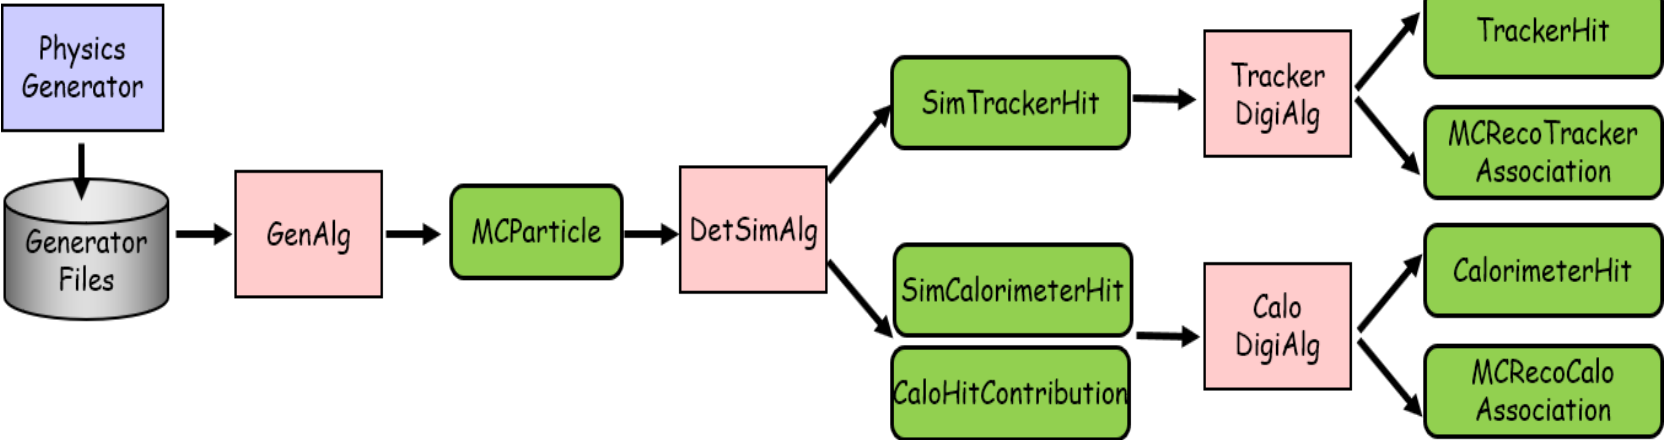 Physics
Generator
Generator
Files
GenAlg
MCParticle
DetSimAlg
SimTrackerHit
SimCalorimeterHit
CaloHitContribution
Tracker
DigiAlg
Calo
DigiAlg
TrackerHit
MCRecoTracker
Association
CalorimeterHit
MCRecoCalo
Association